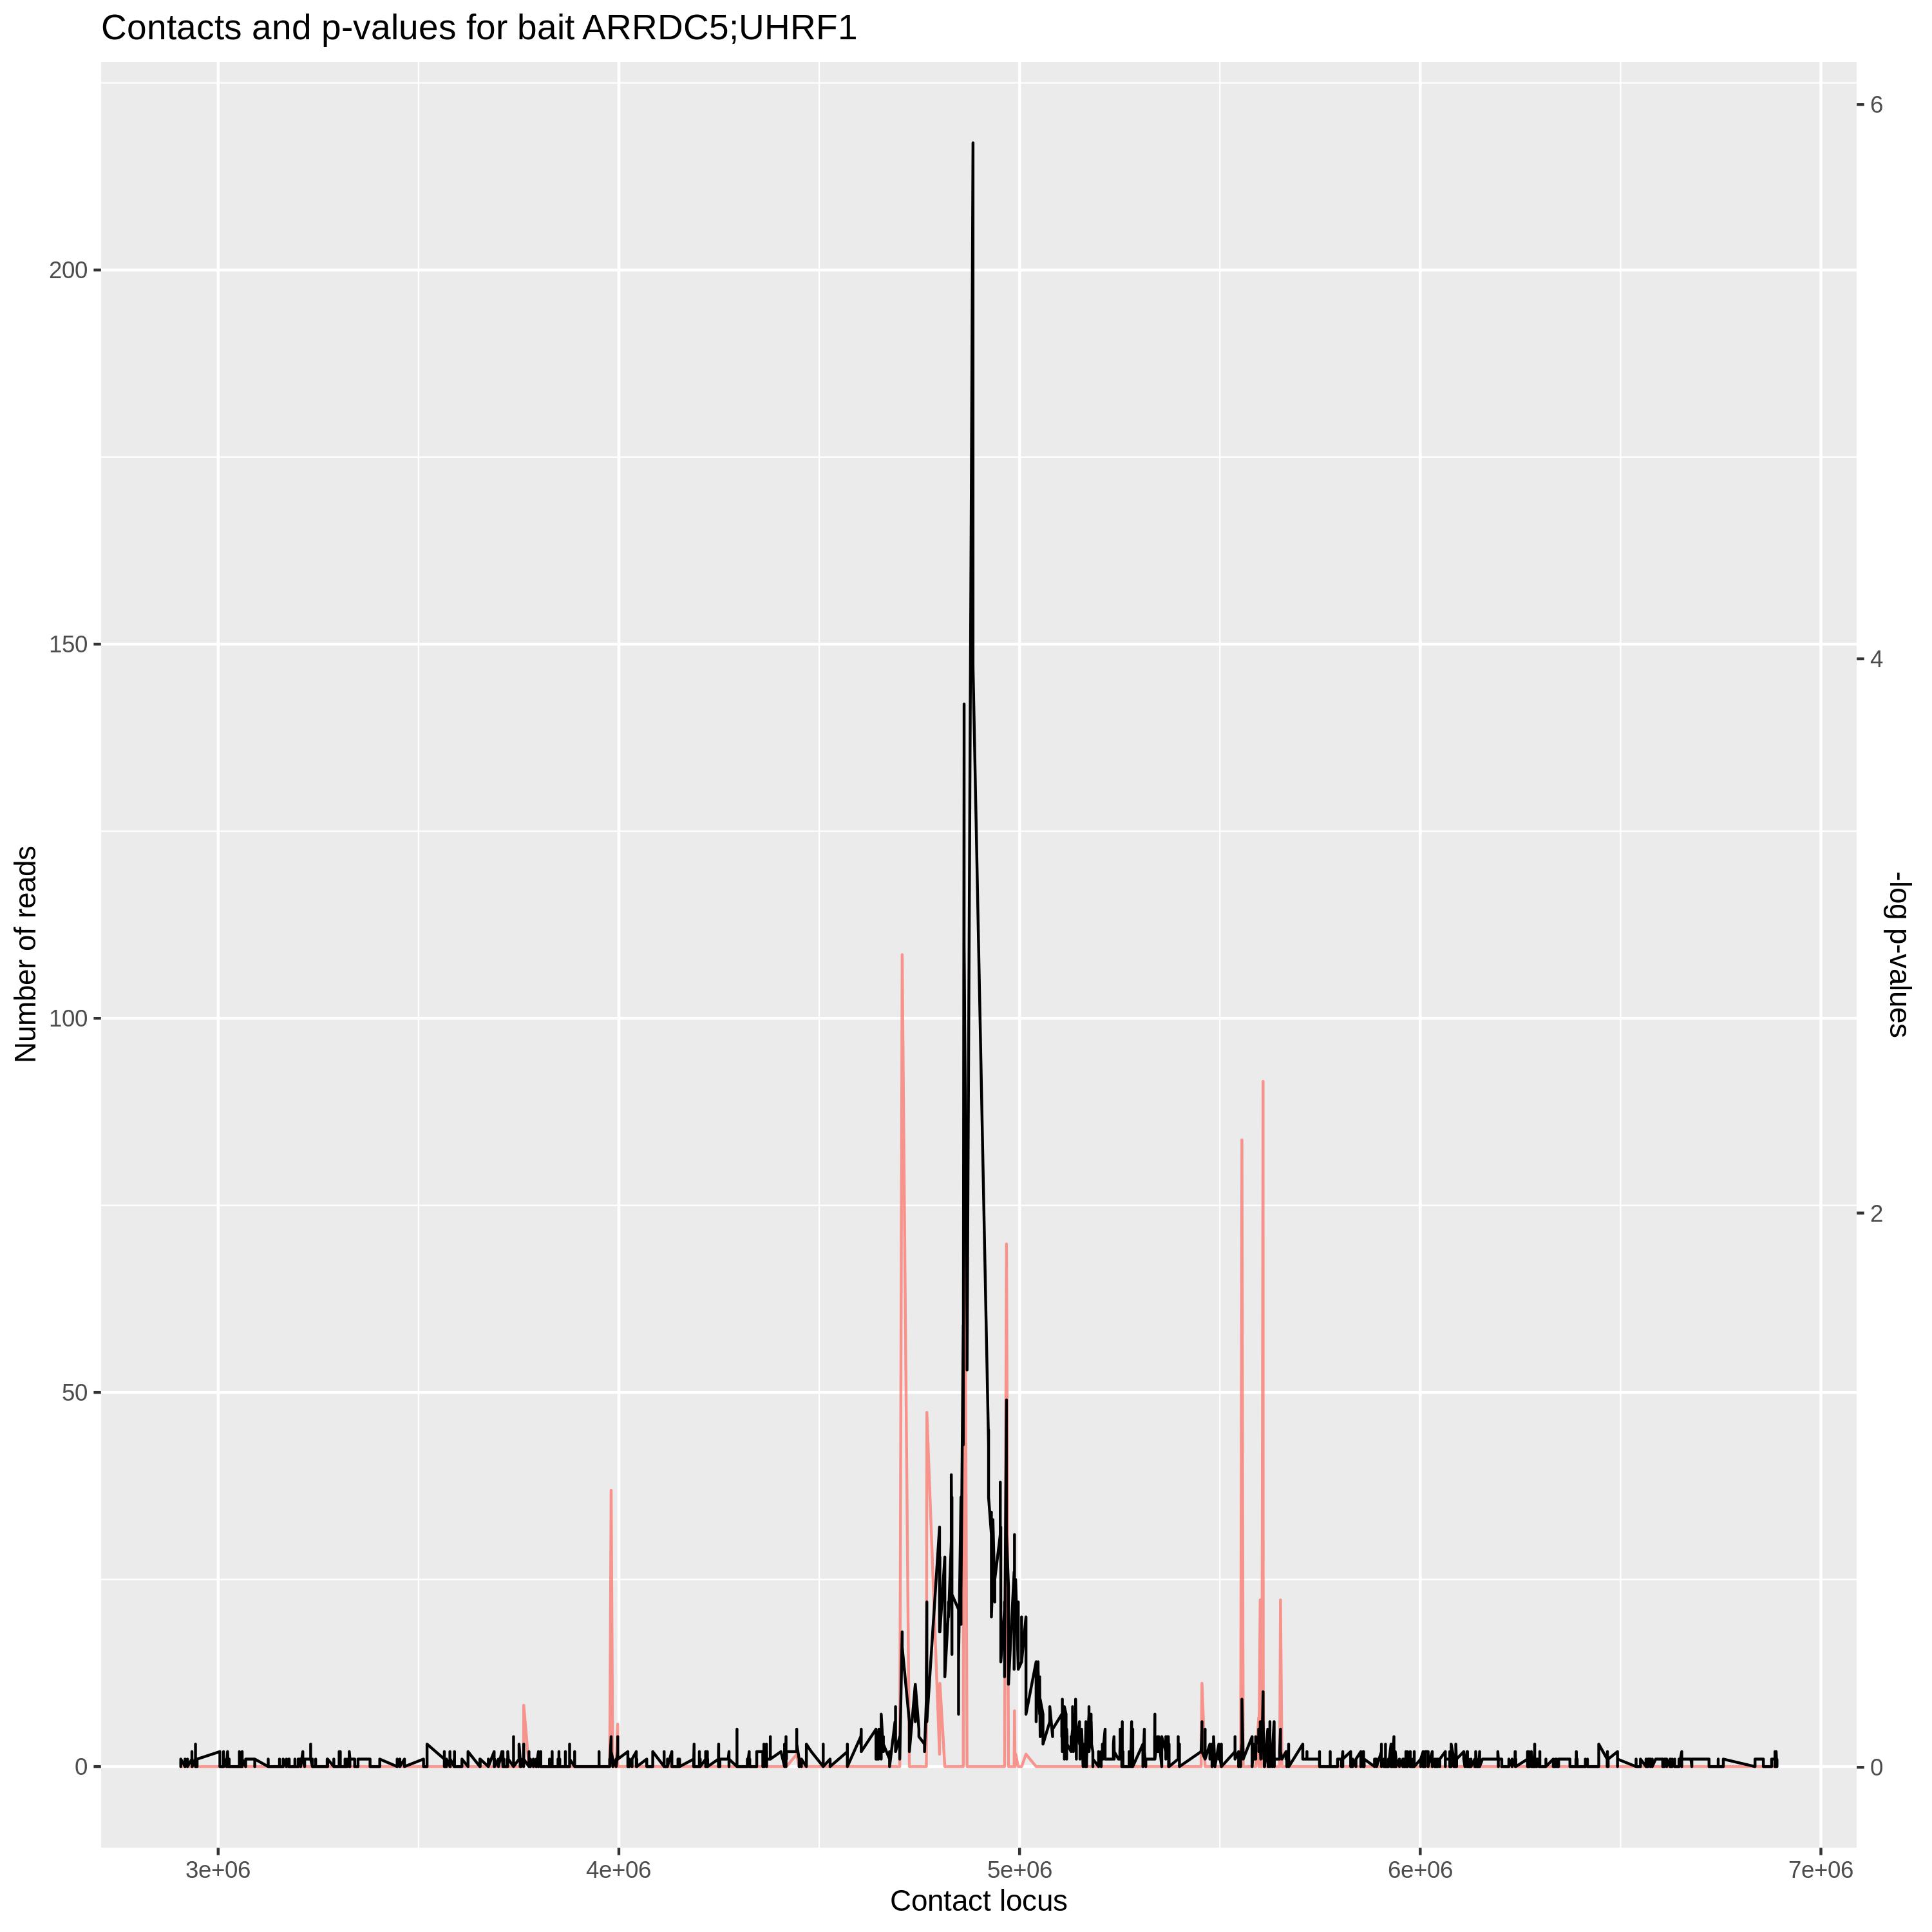 Contacts and p-values for bait ARRDC5;UHRF1
200
150
100
50
0
Number of reads
6
4
2
0
-log p-values
3e+06
4e+06
5e+06
6e+06
7e+06
Contact locus